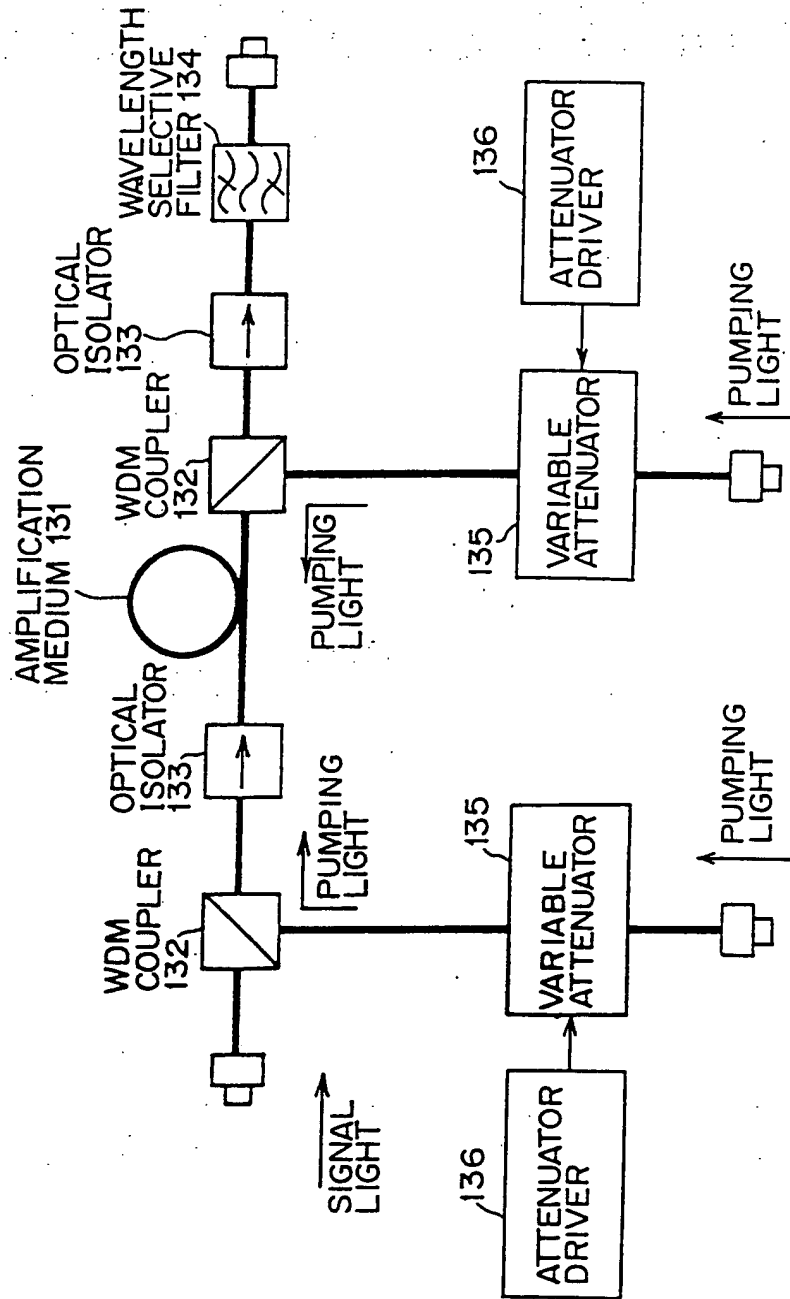 AMPLIFICATION
MEDIUM 131
WDM
COUPLER
132
OPTICAL
ISOLATOR
133
WDM
COUPLER
132
OPTICAL
ISOLATOR
133
WAVELENGTH
SELECTIVE
FILTER 134
SIGNAL
LIGHT
PUMPING
LIGHT
PUMPING
LIGHT
136
ATTENUATOR
DRIVER
135
VARIABLE
ATTENUATOR
135
VARIABLE
ATTENUATOR
136
ATTENUATOR
DRIVER
PUMPING
LIGHT
PUMPING
LIGHT